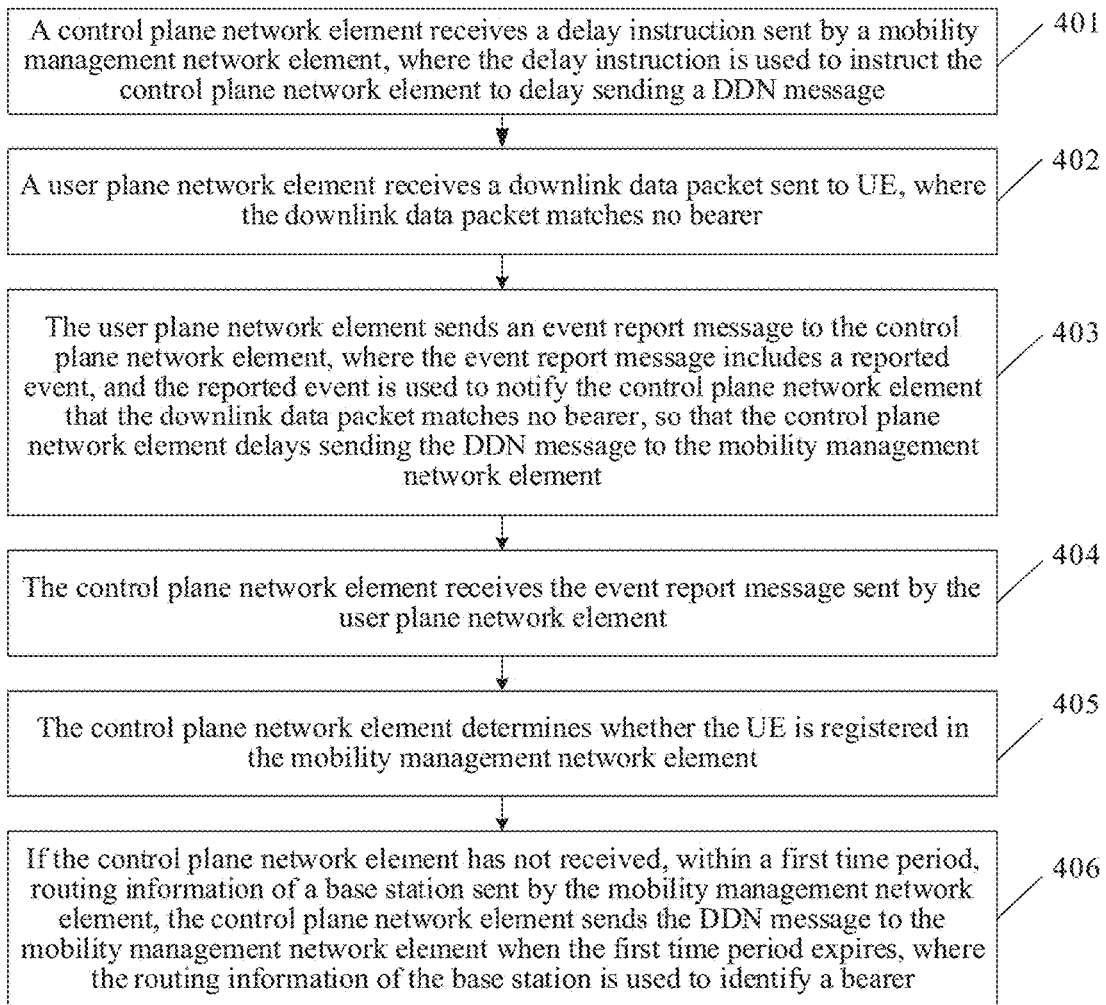 A control plane network element receives a delay instruction sent by a mobility
management network element, where the delay instruction is used to instruct the
control plane network element to delay sending a DDN message
401
A user plane network element receives a downlink data packet sent to UE, where
the downlink data packet matches no bearer
402
The user plane network element sends an event report message to the control
plane network element, where the event report message includes a reported
event, and the reported event is used to notify the control plane network element
that the downlink data packet matches no bearer, so that the control plane
network element delays sending the DDN message to the mobility management
network element
403
The control plane network element receives the event report message sent by the
user plane network element
404
The control plane network element determines whether the UE is registered in
the mobility management network element
405
If the control plane network element has not received, within a first time period,
routing information of a base station sent by the mobility management network
element, the control plane network element sends the DDN message to the
mobility management network element when the first time period expires, where
the routing information of the base station is used to identify a bearer
406